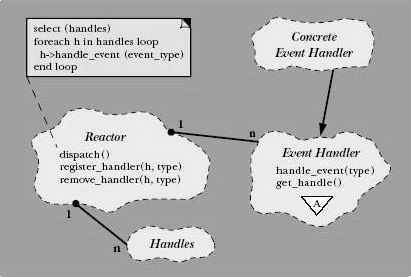 select (handles)
foreach h in handles loop
h->handle_event (event_type)
end loop
Concrete
Event Handler
1
n
Reactor
dispatch()
register_handler(h, type)
remove_handler(h, type)
Event Handler
handle_event(type)
get_handle()
A
1
n
Handles